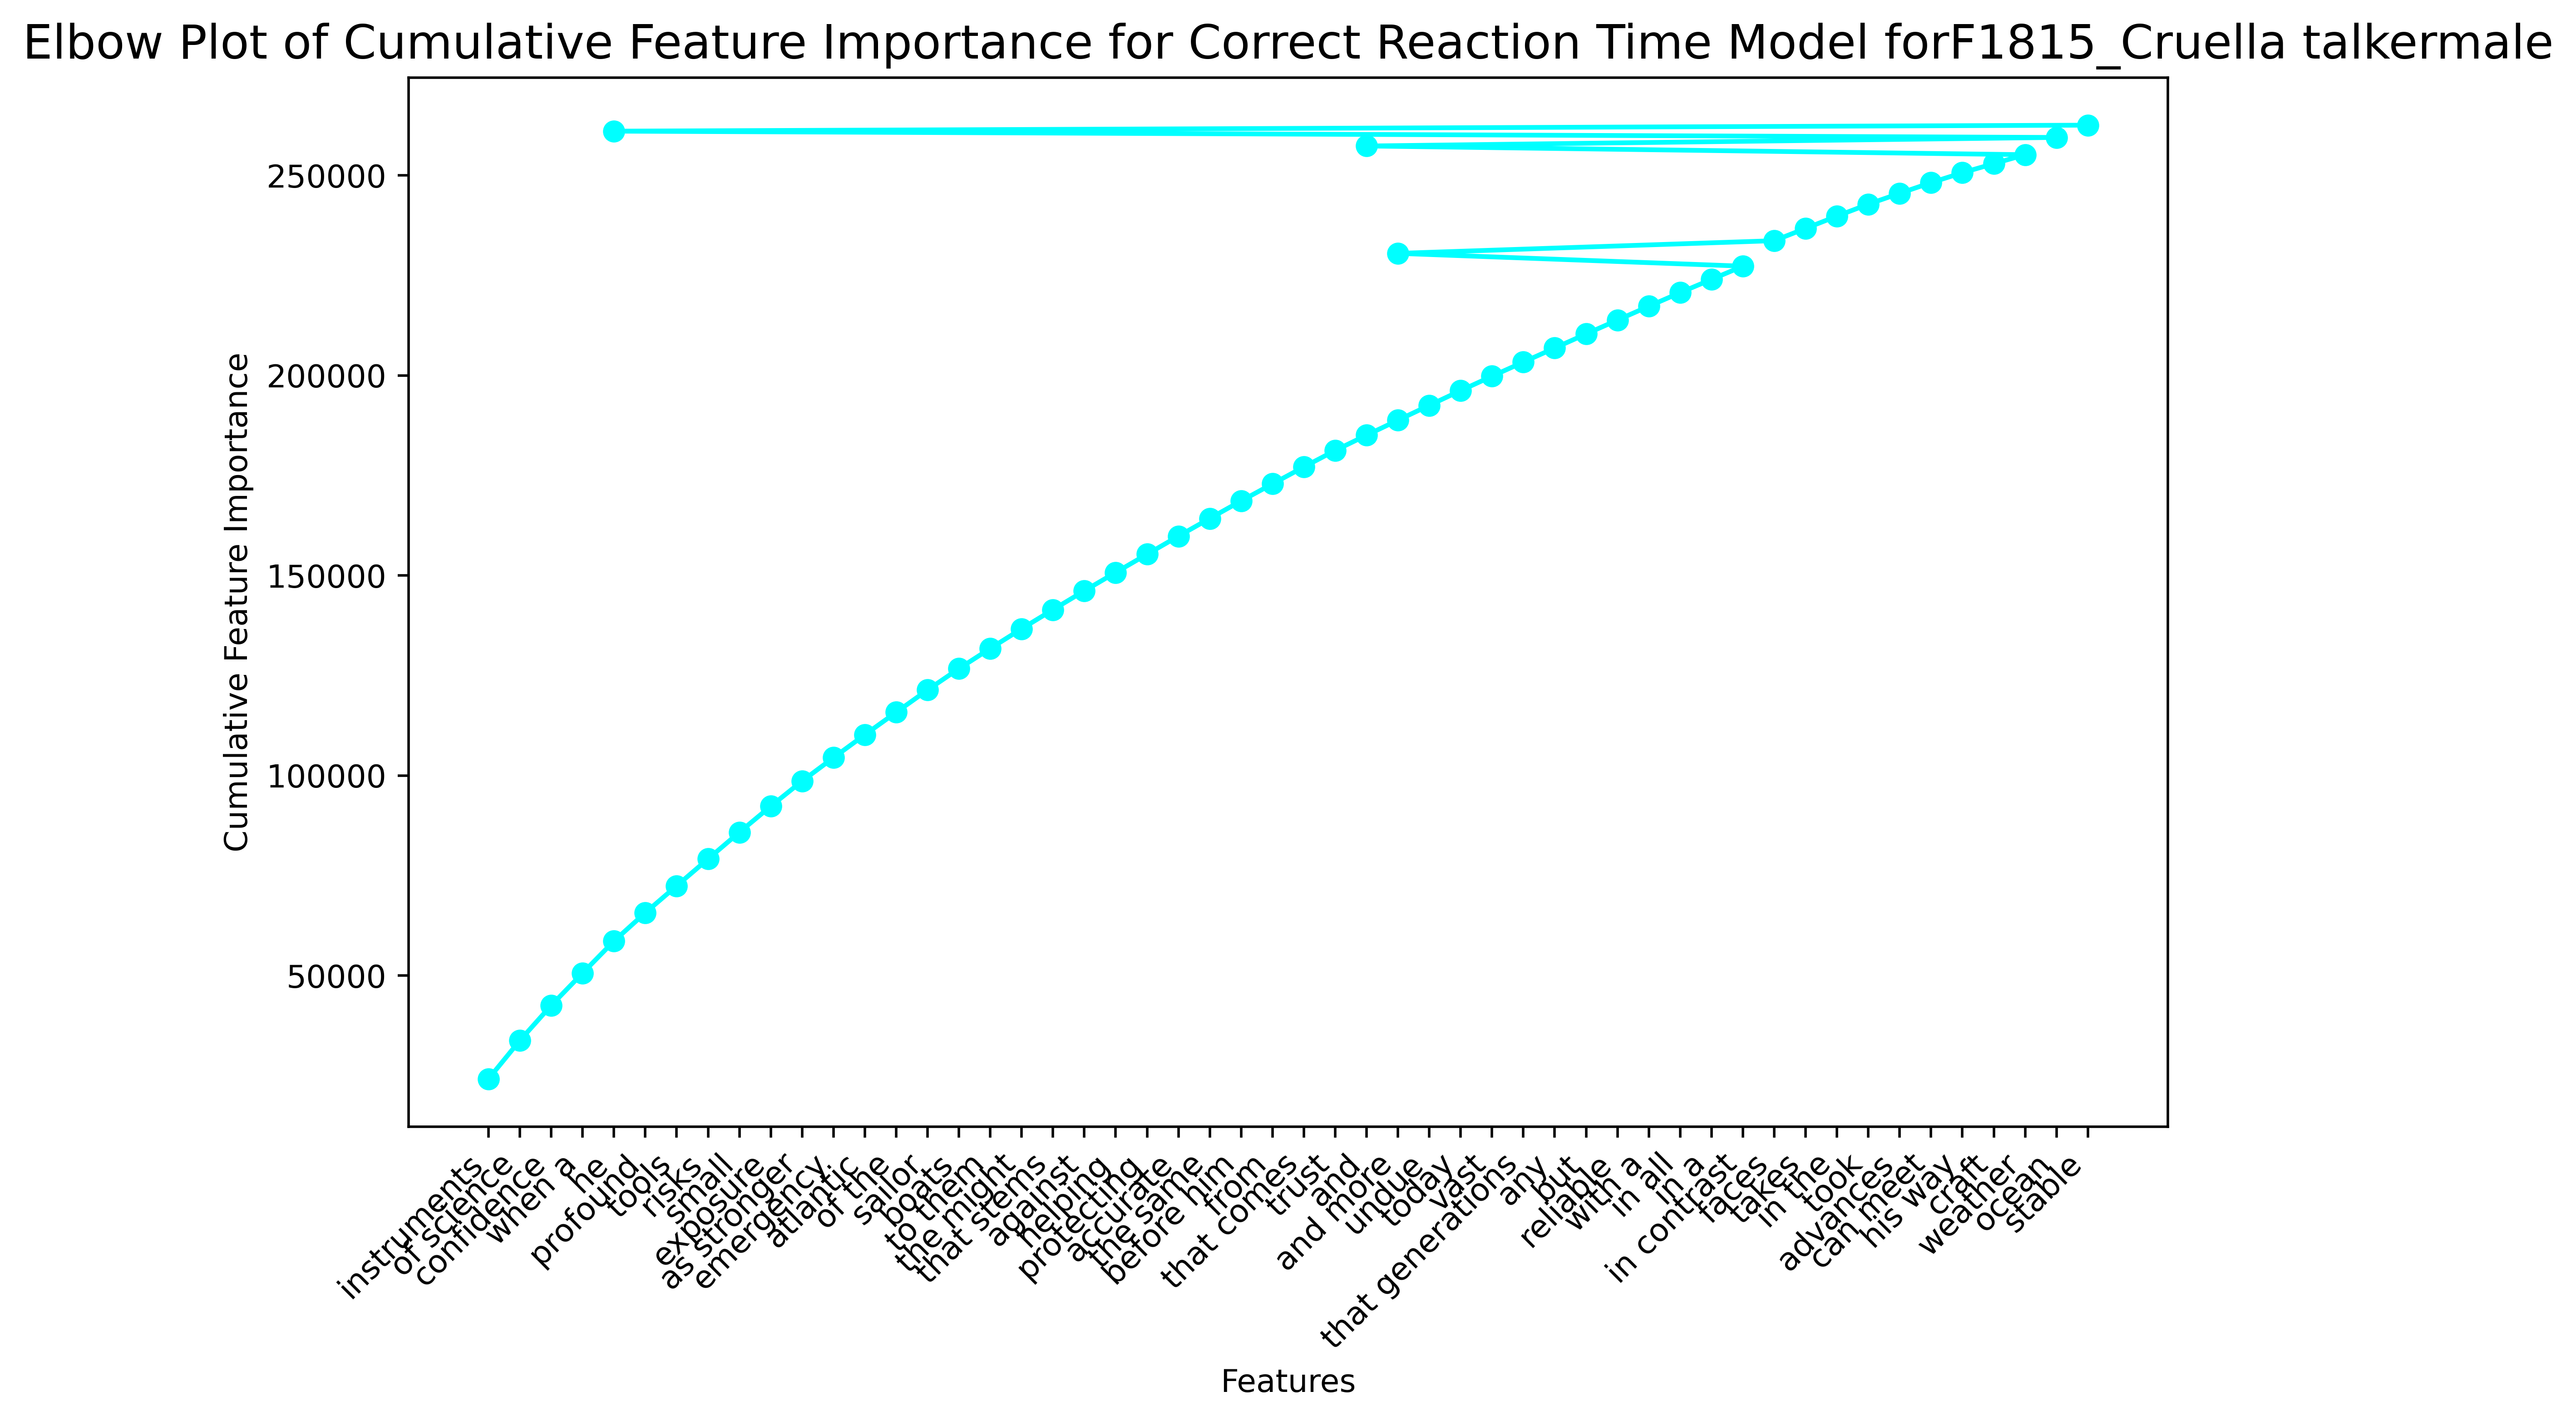 Elbow Plot of Cumulative Feature Importance for Correct Reaction Time Model forF1815_Cruella talkermale
Cumulative Feature Importance
250000
200000
150000
100000
50000
instruments
of science
confidence
when a
he
profound
tools
risks
small
exposure
as stronger
emergency
atlantic
of the
sailor
boats
to them
the might
that stems
against
helping
protecting
accurate
the same
before him
from
that comes
trust
and
and more
undue
today
vast
that generations
any
but
reliable
with a
in all
in a
in contrast
faces
takes
in the
took
advances
can meet
his way
craft
weather
ocean
stable
Features